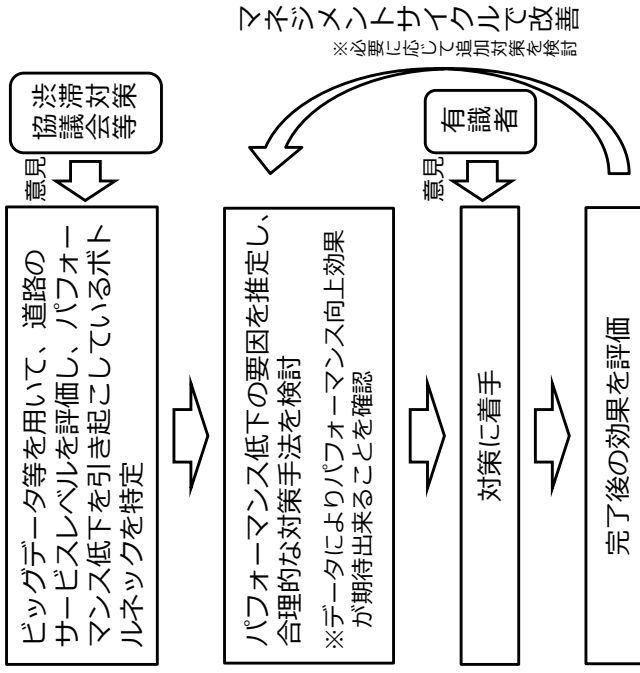 ビッグデータ等を用いて、道路の
サービスレベルを評価し、パフォー
マンス低下を引き起こしているボト
ルネックを特定
意見
渋滞対策
協議会等
パフォーマンス低下の要因を推定し、
合理的な対策手法を検討
※データによりパフォーマンス向上効果
が期待出来ることを確認
対策に着手
意見
有識者
完了後の効果を評価
マネジメントサイクルで改善
※必要に応じて追加対策を検討